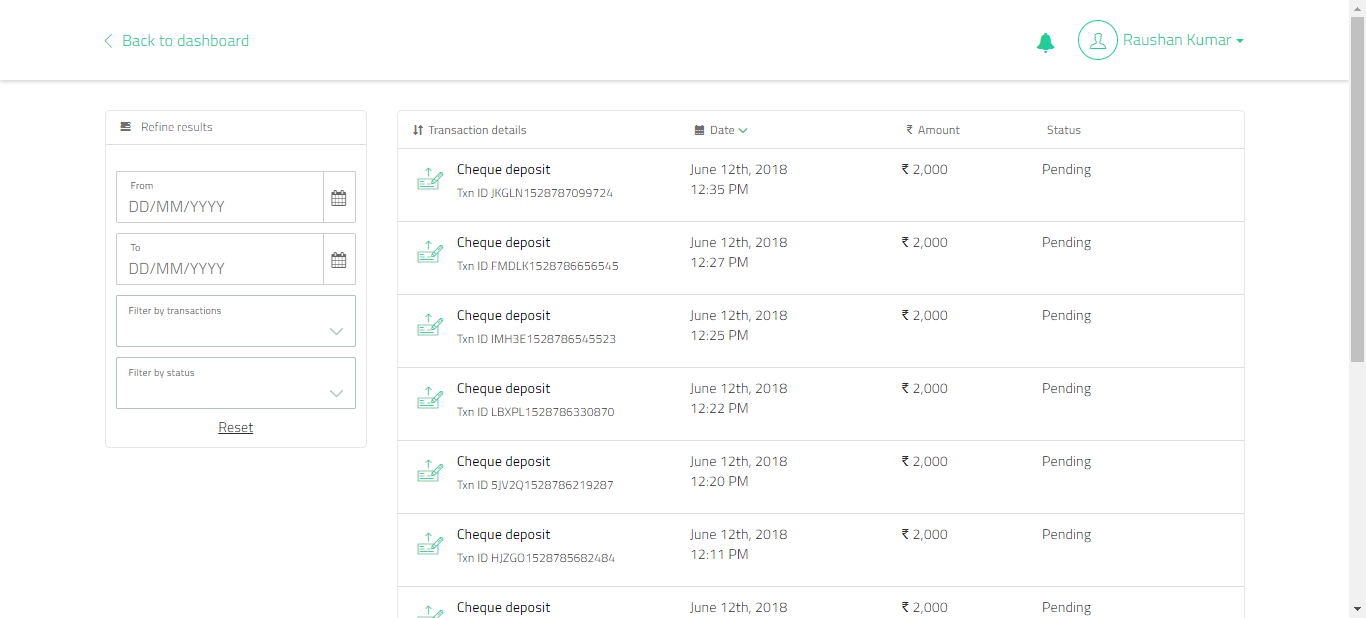 Back to dashboard
Raushan Kumar
Refine results
From
DD/MM/YYYY
To
DD/MM/YYYY
Filter by transactions
Filter by status
Reset
Transaction details Date ₹ Amount Status
Cheque deposit June 12th, 2018 ₹ 2,000 Pending
Txn ID JKGLN1528787099724 12:35 PM
Cheque deposit June 12th, 2018 ₹ 2,000 Pending
Txn ID FMDLK1528786656545 12:27 PM
Cheque deposit June 12th, 2018 ₹ 2,000 Pending
Txn ID IMH3E1528786545523 12:25 PM
Cheque deposit June 12th, 2018 ₹ 2,000 Pending
Txn ID LBXPL1528786330870 12:22 PM
Cheque deposit June 12th, 2018 ₹ 2,000 Pending
Txn ID 5JV2Q1528786219287 12:20 PM
Cheque deposit June 12th, 2018 ₹ 2,000 Pending
Txn ID HJZGO1528785682484 12:11 PM
Cheque deposit June 12th, 2018 ₹ 2,000 Pending